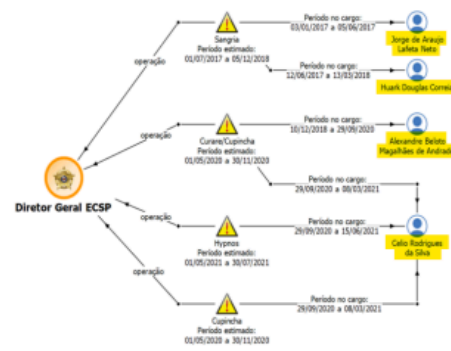 Período no cargo:
03/01/2017 a 05/06/2017
Jorge de Araujo
Lafeta Neto
Sangria
Período estimado:
01/07/2017 a 05/12/2018
operação
Período no cargo:
12/06/2017 a 13/03/2018
Huark Douglas Correia
Período no cargo:
10/12/2018 a 29/09/2020
Alexandre Beloto
Magalhães de Andrade
Curare/Cupincha
Período estimado:
01/05/2020 a 30/11/2020
operação
Período no cargo:
29/09/2020 a 08/03/2021
Diretor Geral ECSP
operação
Período no cargo:
29/09/2020 a 15/06/2021
Celio Rodrigues
da Silva
Hypnos
Período estimado:
01/05/2021 a 30/07/2021
operação
Período no cargo:
29/09/2020 a 08/03/2021
Cupincha
Período estimado:
01/05/2020 a 30/11/2020